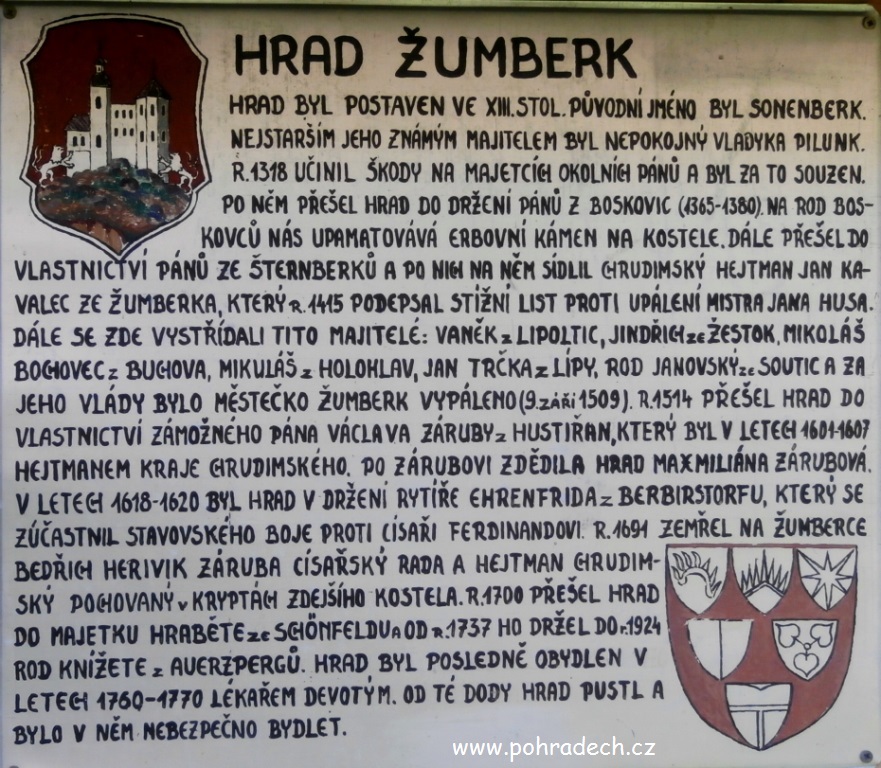 HRAD ŽUMBERK
HRAD BYL POSTAVEN VE XIII. STOL. PŮVODNÍ JMÉNO BYL SONENBERK.
NEJSTARŠÍM JEHO ZNÁMÝM MAJITELEM BYL NEPOKOJNÝ VLADYKA PILUNK.
R.1318 UČINIL ŠKODY NA MAJETCÍCH OKOLNÍCH PÁNŮ A BYL ZA TO SOUZEN.
PO NĚM PŘEŠEL HRAD DO DRŽENÍ PÁNŮ Z BOSKOVIC (1365-1380). NA ROD BOS-
KOVCŮ NÁS UPAMATOVÁVÁ ERBOVNÍ KÁMEN NA KOSTELE. DÁLE PŘEŠEL DO
VLASTNICTVÍ PÁNŮ ZE ŠTERNBERKŮ A PO NICH NA NĚM SÍDLIL CHRUDIMSKÝ HEJTMAN JAN KA-
VALEC ZE ŽUMBERKA, KTERÝ R. 1415 PODEPSAL STÍŽNÍ LIST PROTI UPÁLENÍ MISTRA JANA HUSA.
DÁLE SE ZDE VYSTŘÍDALI TITO MAJITELÉ: VANĚK z LIPOLTIC, JINDŘICH ze ŽESTOK, MIKOLÁŠ
BOCHOVEC z BUCHOVA, MIKULÁŠ z HOLOHLAV, JAN TRČKA z LÍPY, ROD JANOVSKÝ ze SOUTIC A ZA
JEHO VLÁDY BYLO MĚSTEČKO ŽUMBERK VYPÁLENO (9. září 1509). R.1514 PŘEŠEL HRAD DO
VLASTNICTVÍ ZÁMOŽNÉHO PÁNA VÁCLAVA ZÁRUBY z HUSTIŘAN, KTERÝ BYL V LETECH 1601-1607
HEJTMANEM KRAJE CHRUDIMSKÉHO. PO ZÁRUBOVI ZDĚDILA HRAD MAXMILIÁNA ZÁRUBOVÁ.
V LETECH 1618-1620 BYL HRAD V DRŽENÍ RYTÍŘE EHRENFRIDA z BERBIRSTORFU, KTERÝ SE
ZÚČASTNIL STAVOVSKÉHO BOJE PROTI CÍSAŘI FERDINANDOVI. R.1691 ZEMŘEL NA ŽUMBERCE
BEDŘICH HERIVIK ZÁRUBA CÍSAŘSKÝ RADA A HEJTMAN CHRUDIM-
SKÝ POCHOVANÝ v KRYPTÁCH ZDEJŠÍHO KOSTELA. R.1700 PŘEŠEL HRAD
DO MAJETKU HRABĚTE ze SCHÖNFELDU A OD R.1737 HO DRŽEL DO r.1924
ROD KNÍŽETE z AUERZPERGŮ. HRAD BYL POSLEDNĚ OBYDLEN V
LETECH 1760-1770 LÉKAŘEM DEVOTÝM. OD TÉ DODY HRAD PUSTL A
BYLO V NĚM NEBEZPEČNO BYDLET.
www.pohradech.cz